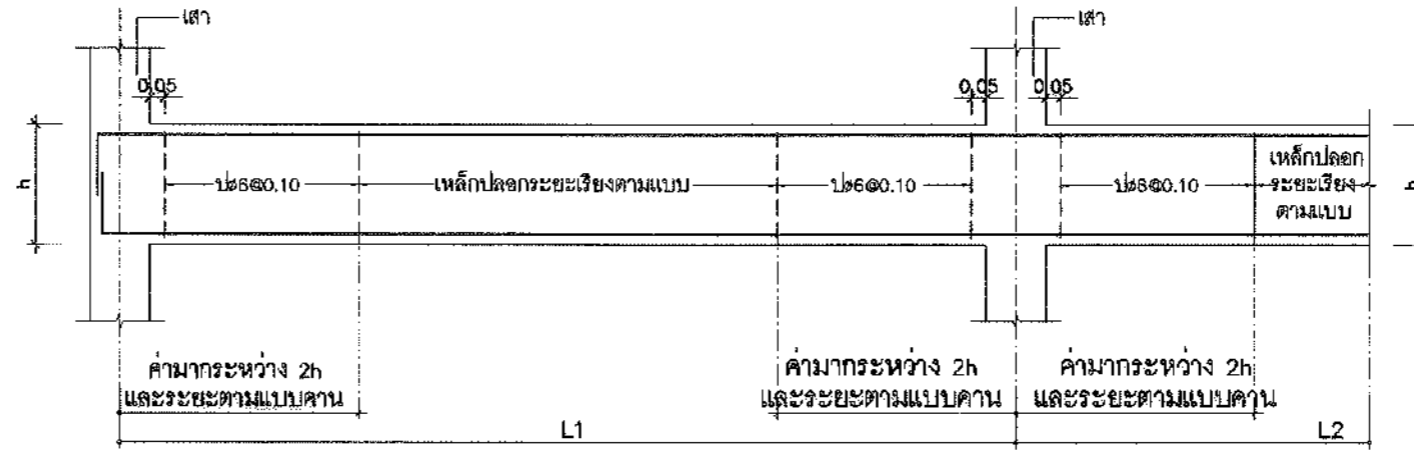 เสา
เสา
0.05
0.05
0.05
h
ปø6@0.10
เหล็กปลอกระยะเรียงตามแบบ
ปø6@0.10
ปø6@0.10
เหล็กปลอก
ระยะเรียง
ตามแบบ
h
ค่ามากระหว่าง 2h
และระยะตามแบบคาน
ค่ามากระหว่าง 2h
และระยะตามแบบคาน
ค่ามากระหว่าง 2h
และระยะตามแบบคาน
L1
L2